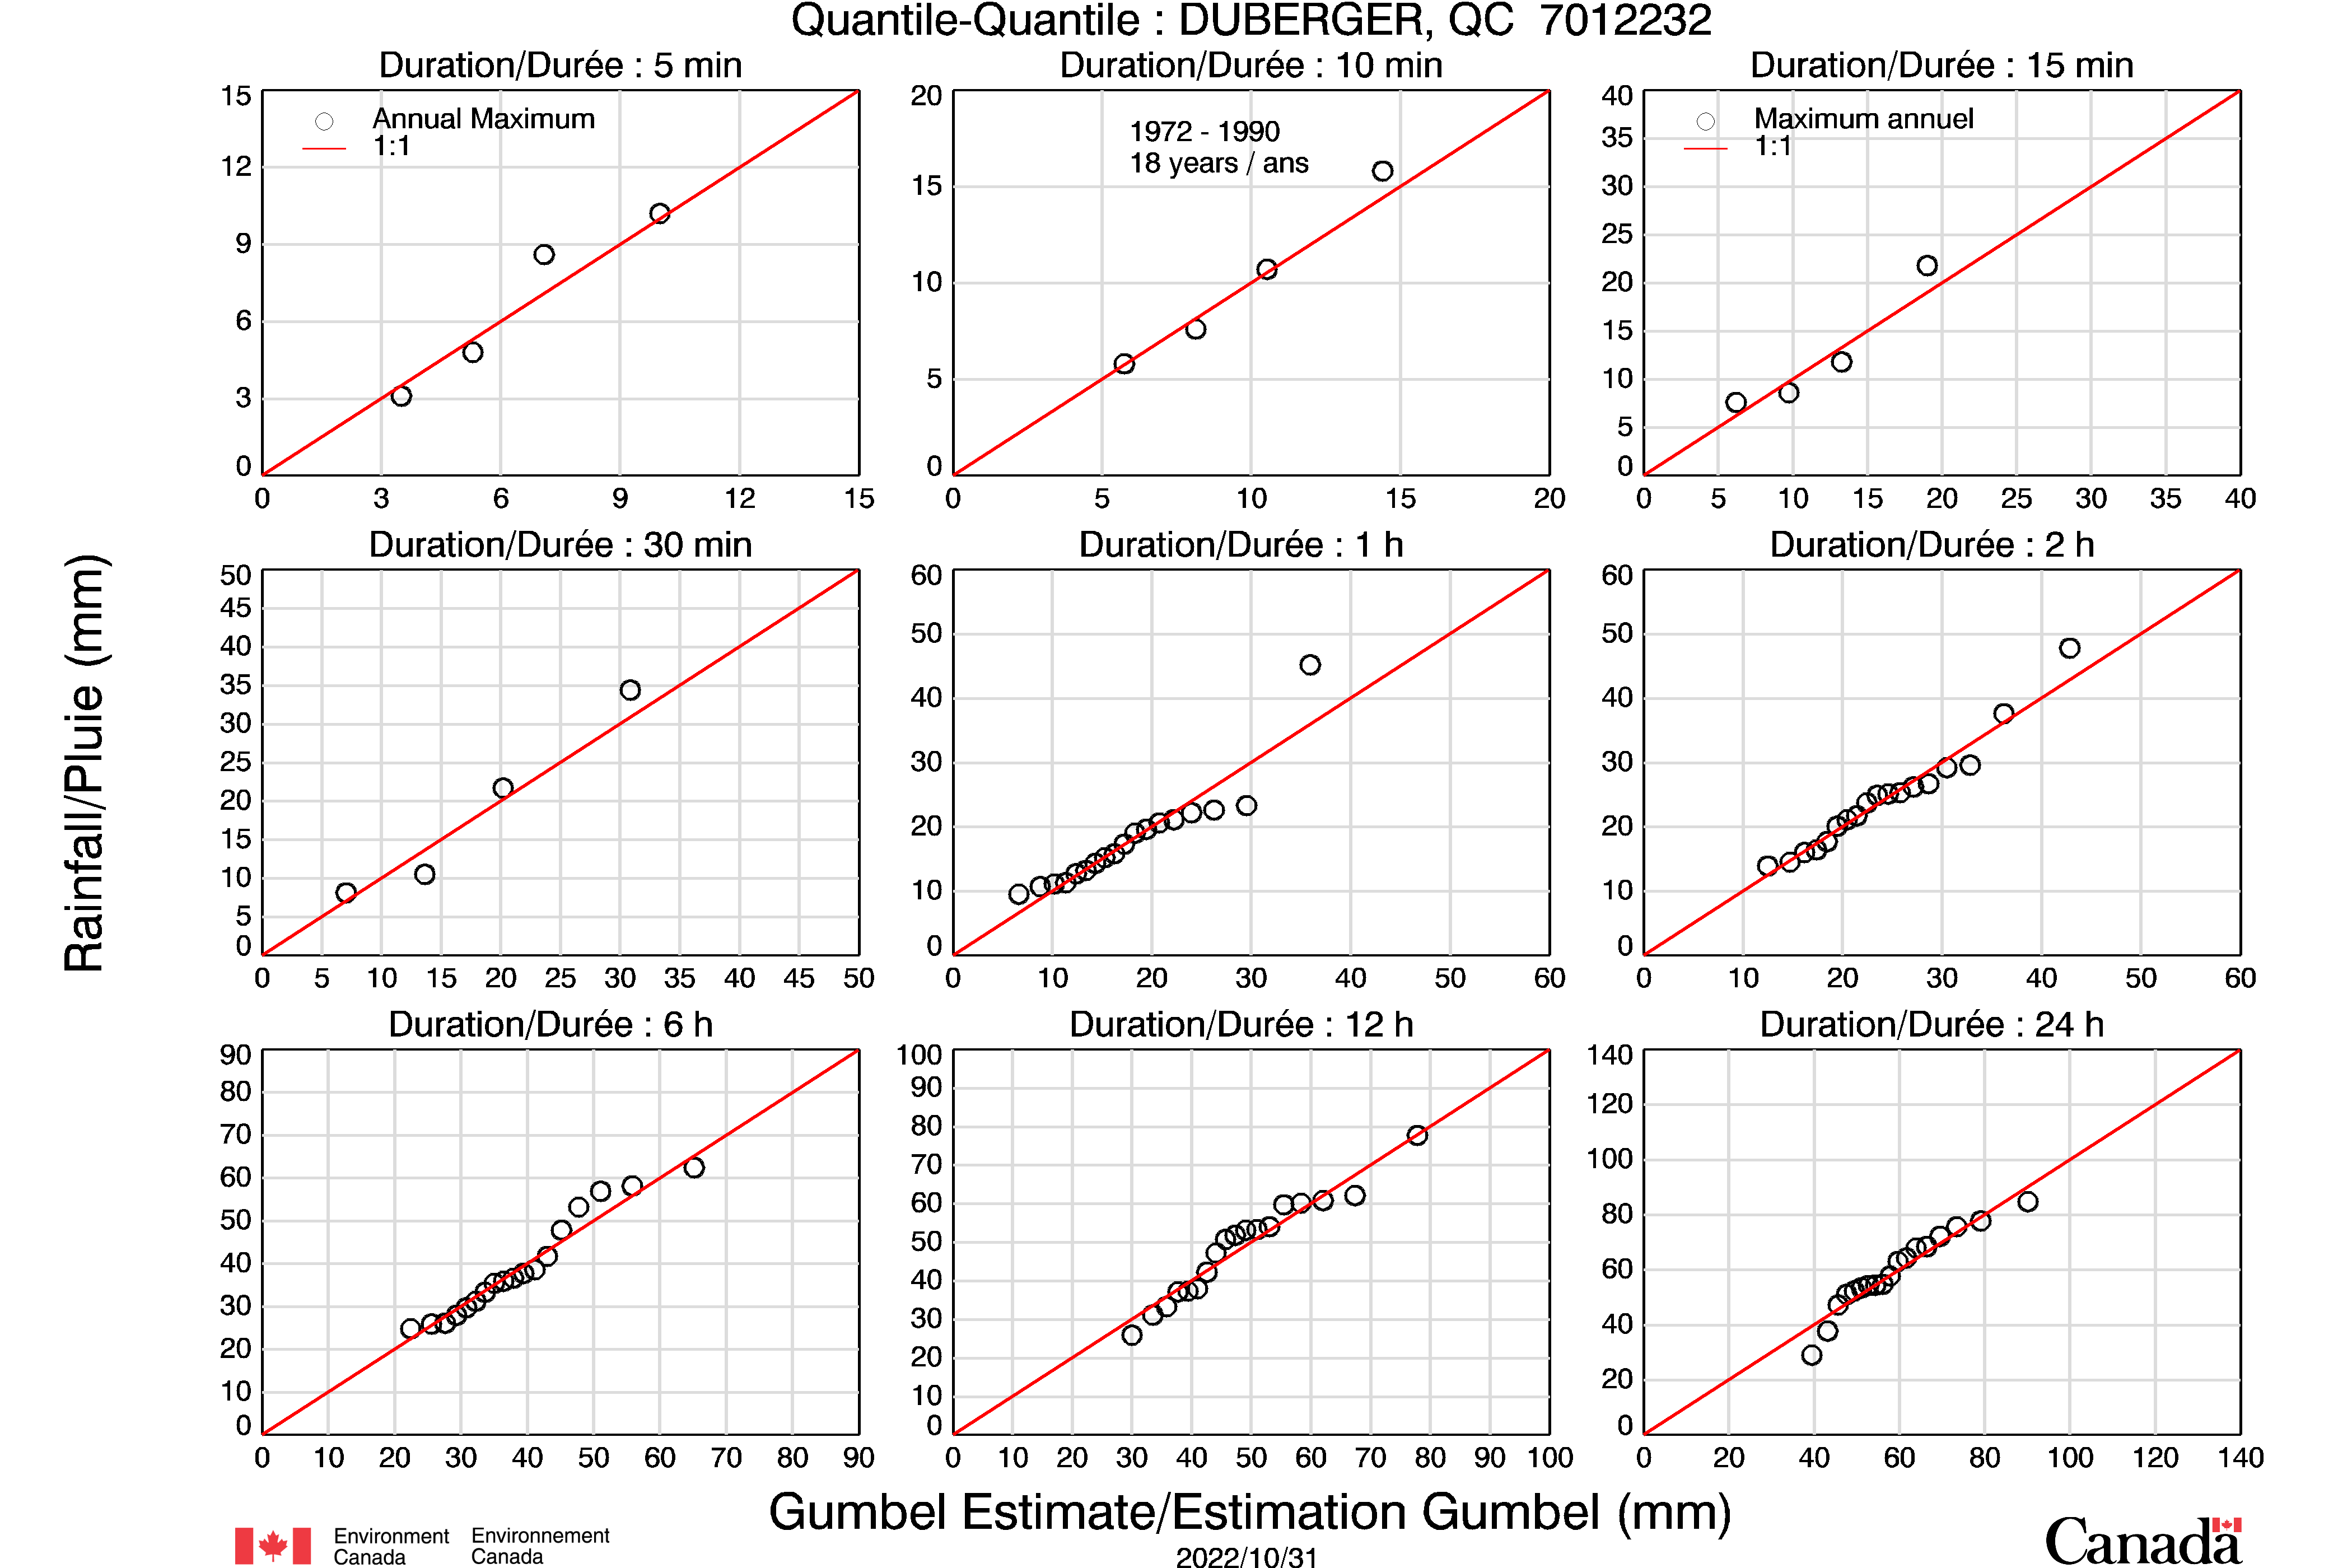 Quantile-Quantile : DUBERGER, QC 7012232
Duration/Durée : 5 min
15
12
9
6
3
0
0 3 6 9 12 15
Annual Maximum
1:1
Duration/Durée : 10 min
20
15
10
5
0
0 5 10 15 20
1972 - 1990
18 years / ans
Duration/Durée : 15 min
40
35
30
25
20
15
10
5
0
0 5 10 15 20 25 30 35 40
Maximum annuel
1:1
Duration/Durée : 30 min
50
45
40
35
30
25
20
15
10
5
0
0 5 10 15 20 25 30 35 40 45 50
Duration/Durée : 1 h
60
50
40
30
20
10
0
0 10 20 30 40 50 60
Duration/Durée : 2 h
60
50
40
30
20
10
0
0 10 20 30 40 50 60
Duration/Durée : 6 h
90
80
70
60
50
40
30
20
10
0
0 10 20 30 40 50 60 70 80 90
Duration/Durée : 12 h
100
90
80
70
60
50
40
30
20
10
0
0 10 20 30 40 50 60 70 80 90 100
Duration/Durée : 24 h
140
120
100
80
60
40
20
0
0 20 40 60 80 100 120 140
Rainfall/Pluie (mm)
Gumbel Estimate/Estimation Gumbel (mm)
Environment Canada
Environnement Canada
2022/10/31
Canada